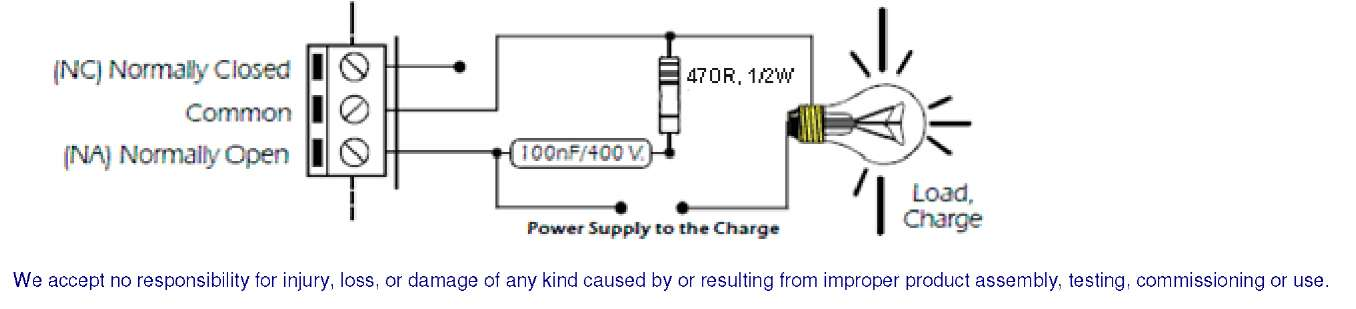 (NC) Normally Closed
470R, 1/2W
Common
(NA) Normally Open
100nF/400 V.
Load,
Charge
Power Supply to the Charge
We accept no responsibility for injury, loss, or damage of any kind caused by or resulting from improper product assembly, testing, commissioning or use.